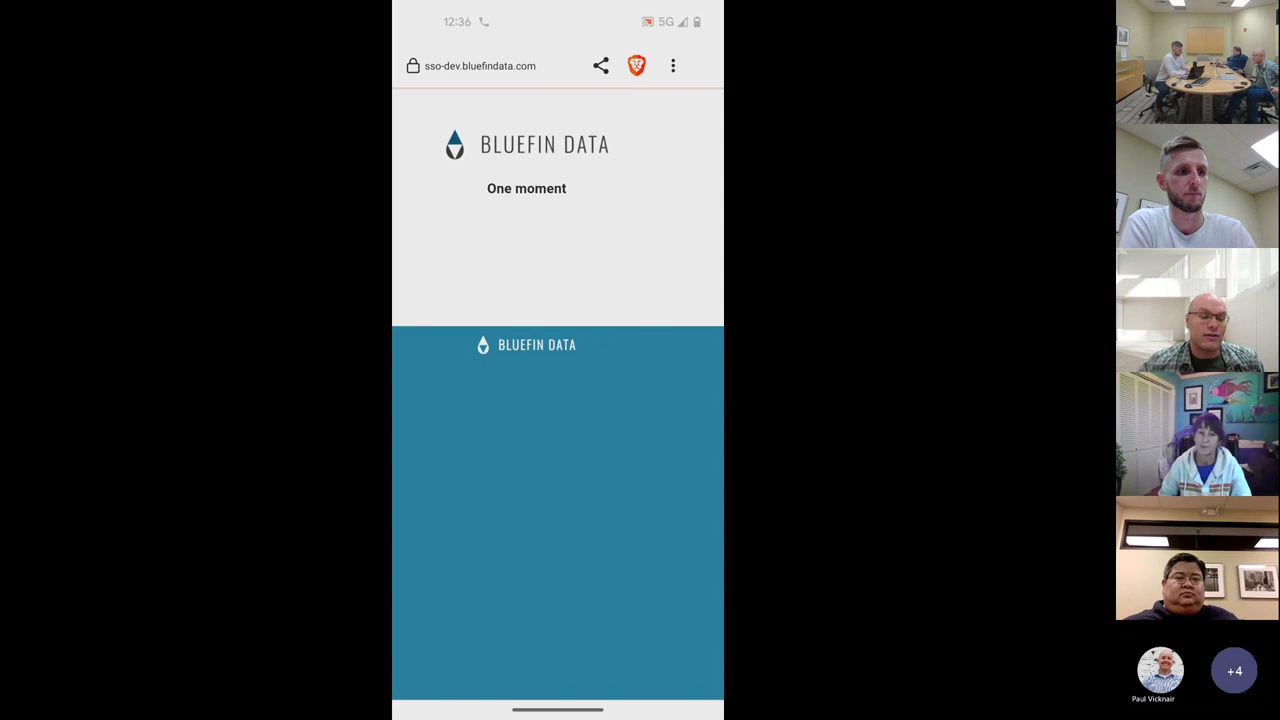 12:36
5G
sso-dev.bluefindata.com
BLUEFIN DATA
One moment
BLUEFIN DATA
Paul Vicknair
+4